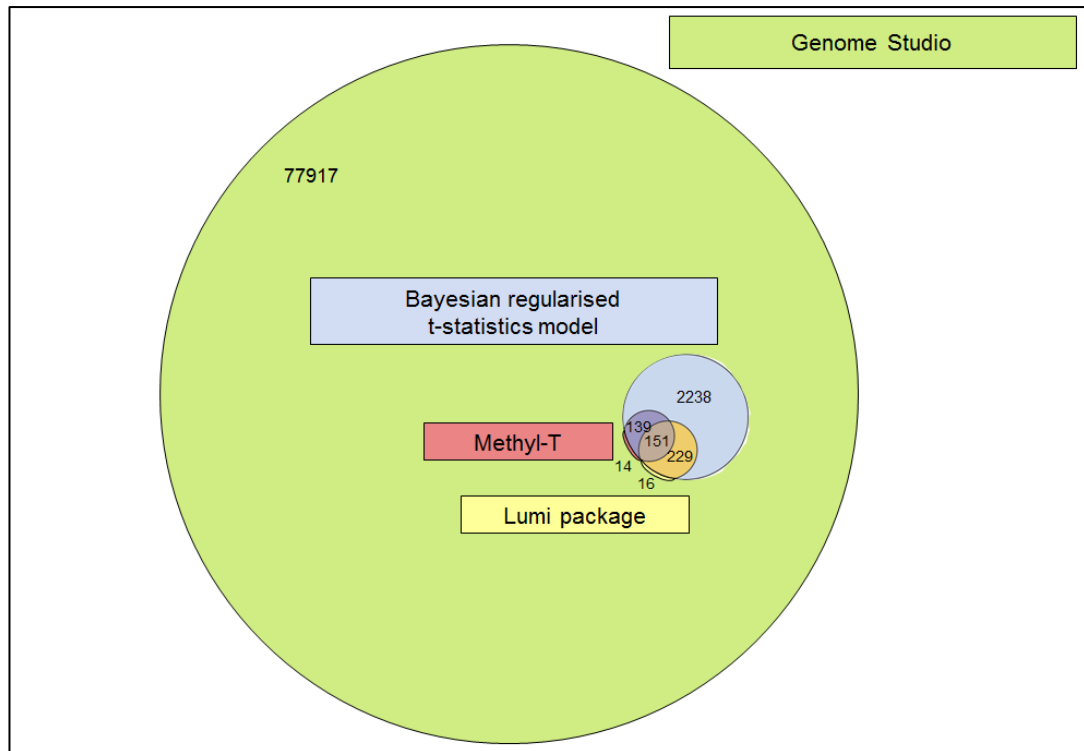 Genome Studio
77917
Bayesian regularised
t-statistics model
2238
139
Methyl-T
151
229
14
16
Lumi package